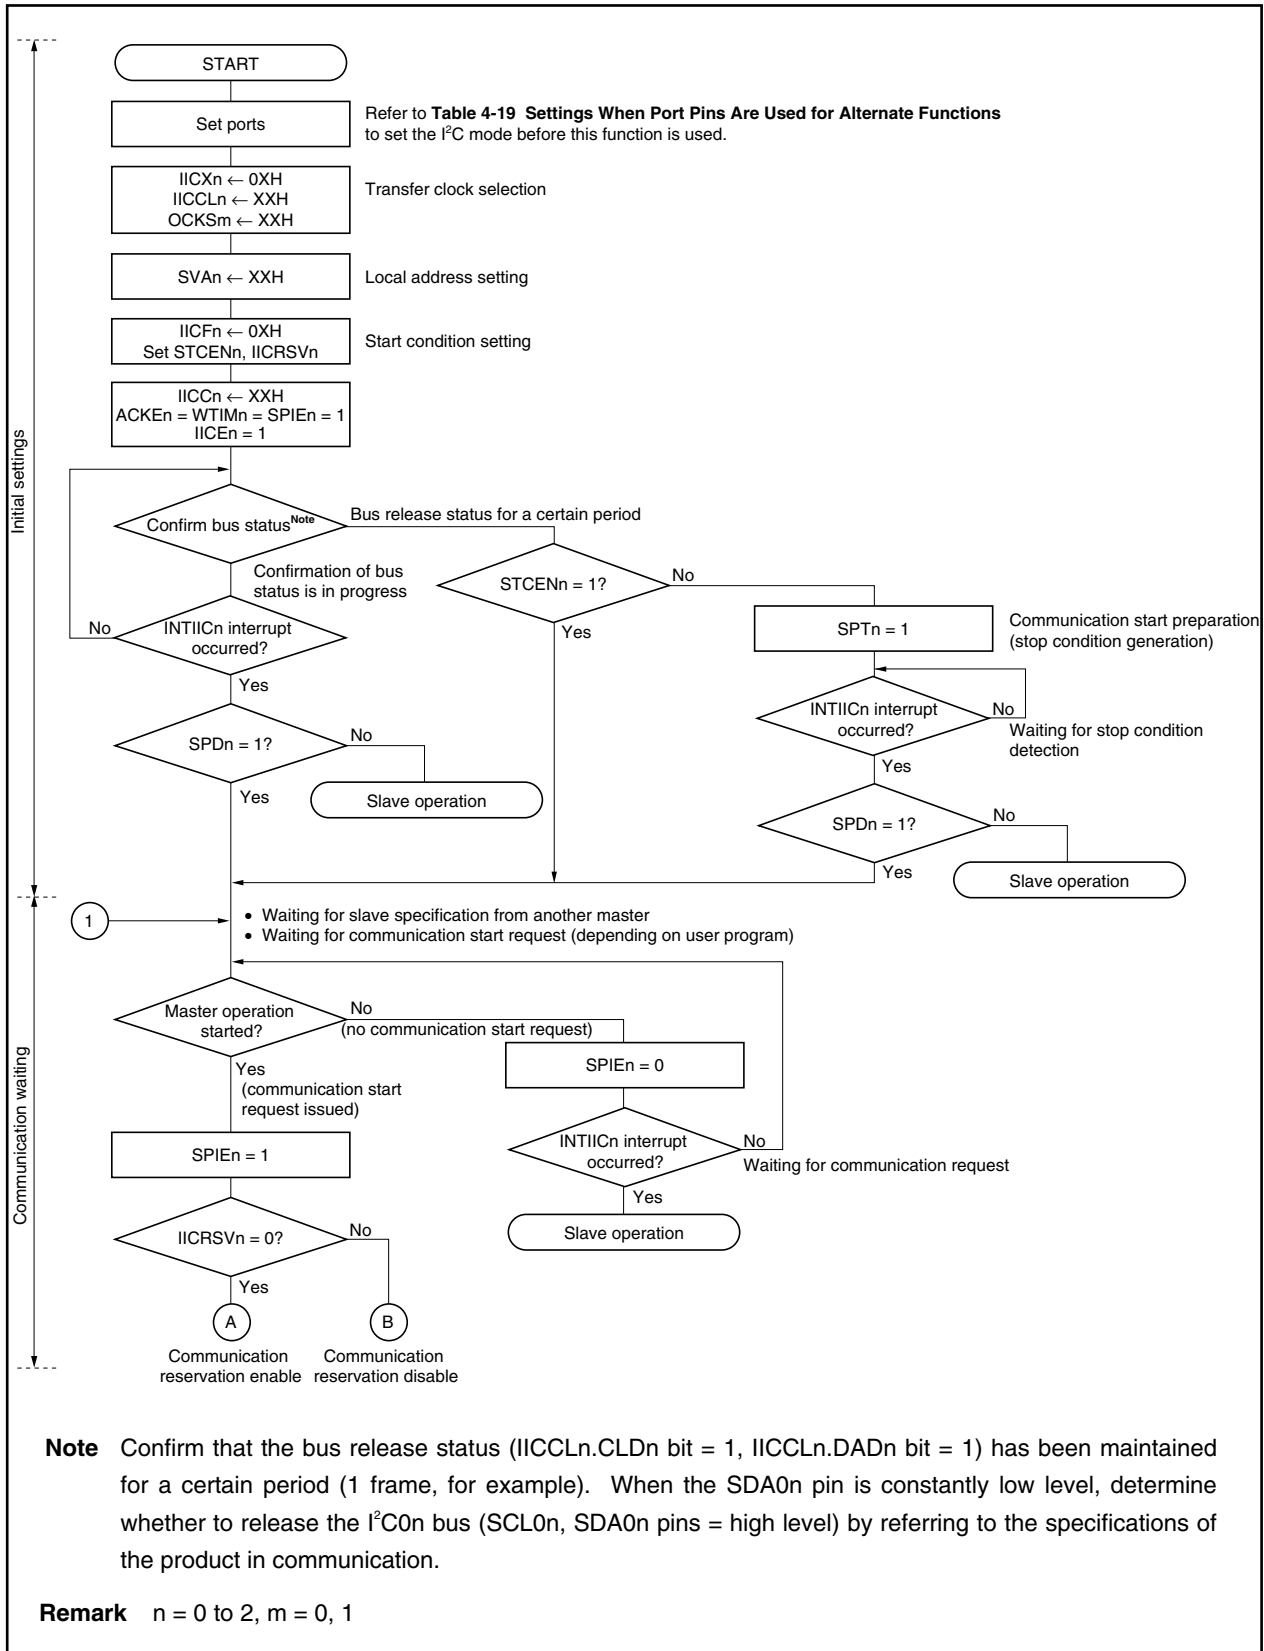 START
Set ports
Refer to Table 4-19 Settings When Port Pins Are Used for Alternate Functions
to set the I²C mode before this function is used.
IICXn ← 0XH
IICCLn ← XXH
OCKSm ← XXH
Transfer clock selection
SVAn ← XXH
Local address setting
IICFn ← 0XH
Set STCENn, IICRSVn
Start condition setting
IICCn ← XXH
ACKEn = WTIMn = SPIEn = 1
IICEn = 1
Initial settings
Confirm bus statusNote
Bus release status for a certain period
Confirmation of bus
status is in progress
STCENn = 1?
No
Yes
SPTn = 1
Communication start preparation
(stop condition generation)
No
INTIICn interrupt
occurred?
Yes
INTIICn interrupt
occurred?
No
Waiting for stop condition
detection
Yes
SPDn = 1?
No
Yes
Slave operation
SPDn = 1?
No
Yes
Slave operation
1
• Waiting for slave specification from another master
• Waiting for communication start request (depending on user program)
Communication waiting
Master operation
started?
No
(no communication start request)
Yes
(communication start
request issued)
SPIEn = 0
SPIEn = 1
INTIICn interrupt
occurred?
No
Waiting for communication request
Yes
Slave operation
IICRSVn = 0?
No
Yes
A
B
Communication
reservation enable
Communication
reservation disable
Note Confirm that the bus release status (IICCLn.CLDn bit = 1, IICCLn.DADn bit = 1) has been maintained
for a certain period (1 frame, for example). When the SDA0n pin is constantly low level, determine
whether to release the I²C0n bus (SCL0n, SDA0n pins = high level) by referring to the specifications of
the product in communication.
Remark n = 0 to 2, m = 0, 1